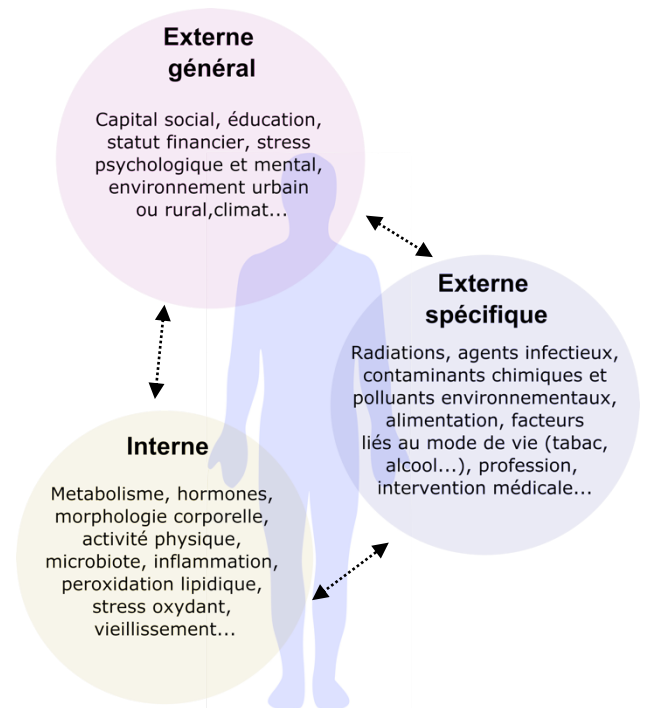 Externe
général
Capital social, éducation,
statut financier, stress
psychologique et mental,
environnement urbain
ou rural,climat...
Externe
spécifique
Radiations, agents infectieux,
contaminants chimiques et
polluants environnementaux,
alimentation, facteurs
liés au mode de vie (tabac,
alcool...), profession,
intervention médicale...
Interne
Metabolisme, hormones,
morphologie corporelle,
activité physique,
microbiote, inflammation,
peroxidation lipidique,
stress oxydant,
vieillissement...